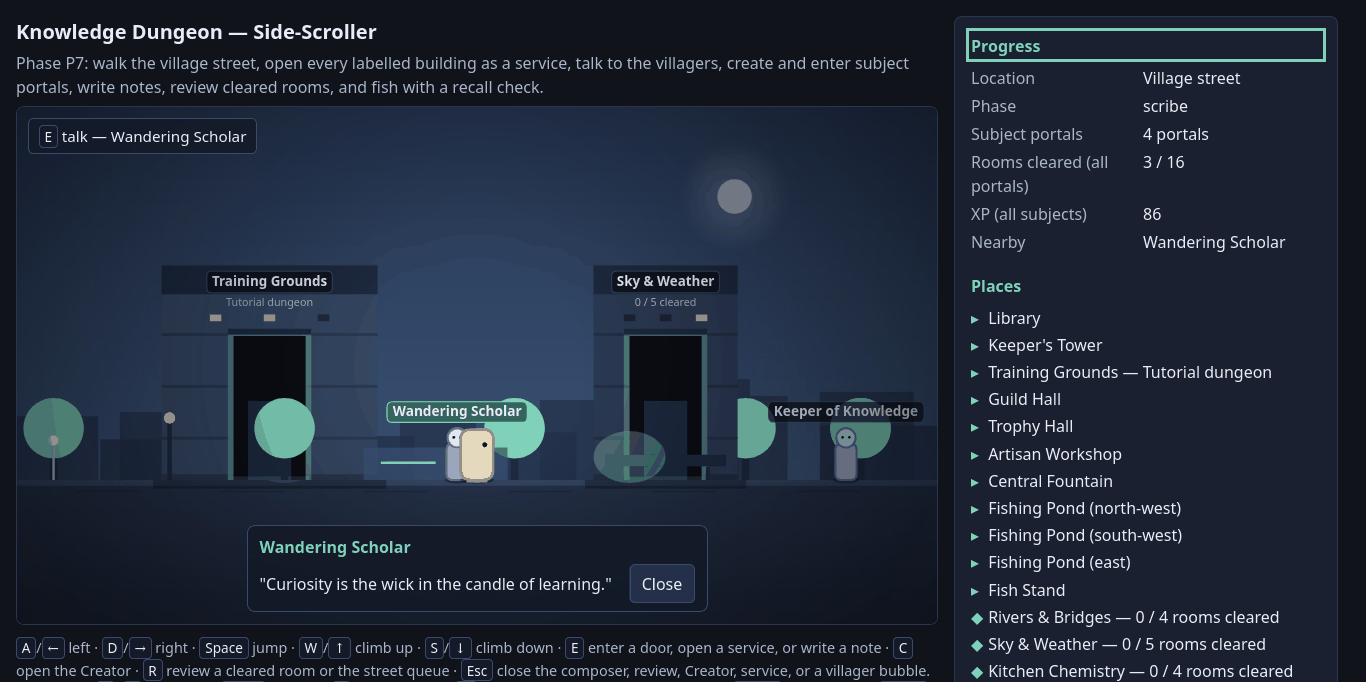 Knowledge Dungeon — Side-Scroller
Phase P7: walk the village street, open every labelled building as a service, talk to the villagers, create and enter subject
portals, write notes, review cleared rooms, and fish with a recall check.
E talk — Wandering Scholar
Training Grounds
Tutorial dungeon
Sky & Weather
0 / 5 cleared
Wandering Scholar
Keeper of Knowledge
Wandering Scholar
"Curiosity is the wick in the candle of learning."
Close
A/← left · D/→ right · Space jump · W/↑ climb up · S/↓ climb down · E enter a door, open a service, or write a note · C
open the Creator · R review a cleared room or the street queue · Esc close the composer, review, Creator, service, or a villager bubble.
Progress
Location Village street
Phase scribe
Subject portals 4 portals
Rooms cleared (all 3 / 16
portals)
XP (all subjects) 86
Nearby Wandering Scholar
Places
▸ Library
▸ Keeper's Tower
▸ Training Grounds — Tutorial dungeon
▸ Guild Hall
▸ Trophy Hall
▸ Artisan Workshop
▸ Central Fountain
▸ Fishing Pond (north-west)
▸ Fishing Pond (south-west)
▸ Fishing Pond (east)
▸ Fish Stand
◆ Rivers & Bridges — 0 / 4 rooms cleared
◆ Sky & Weather — 0 / 5 rooms cleared
◆ Kitchen Chemistry — 0 / 4 rooms cleared